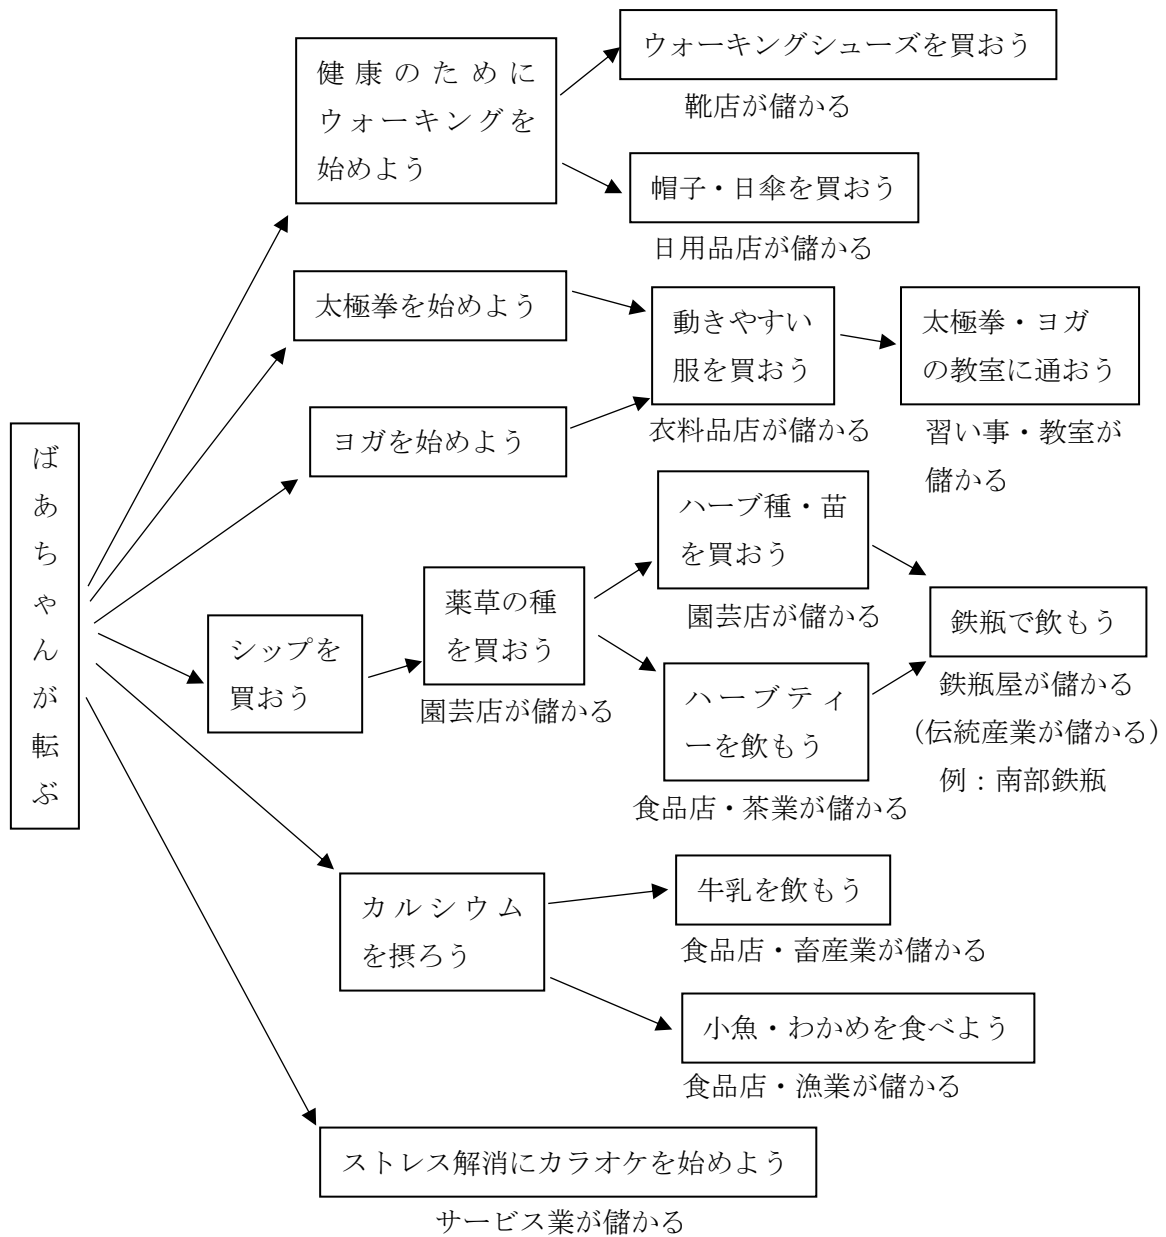 ばあちゃんが転ぶ
健康のために
ウォーキングを
始めよう
ウォーキングシューズを買おう
靴店が儲かる
帽子・日傘を買おう
日用品店が儲かる
太極拳を始めよう
ヨガを始めよう
動きやすい
服を買おう
衣料品店が儲かる
太極拳・ヨガ
の教室に通おう
習い事・教室が
儲かる
シップを
買おう
薬草の種
を買おう
園芸店が儲かる
ハーブ種・苗
を買おう
園芸店が儲かる
ハーブティ
ーを飲もう
食品店・茶業が儲かる
鉄瓶で飲もう
鉄瓶屋が儲かる
（伝統産業が儲かる）
例：南部鉄瓶
カルシウム
を摂ろう
牛乳を飲もう
食品店・畜産業が儲かる
小魚・わかめを食べよう
食品店・漁業が儲かる
ストレス解消にカラオケを始めよう
サービス業が儲かる